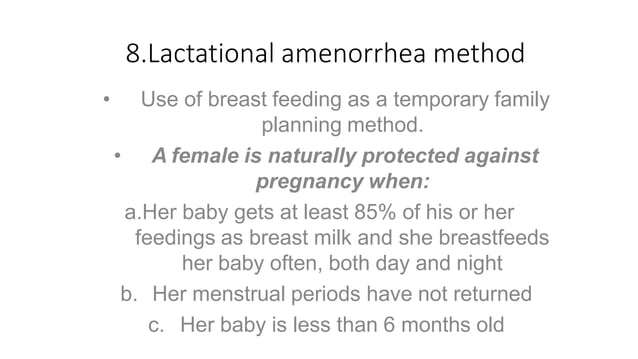 8.Lactational amenorrhea method
• Use of breast feeding as a temporary family
planning method.
• A female is naturally protected against
pregnancy when:
a.Her baby gets at least 85% of his or her
feedings as breast milk and she breastfeeds
her baby often, both day and night
b. Her menstrual periods have not returned
c. Her baby is less than 6 months old